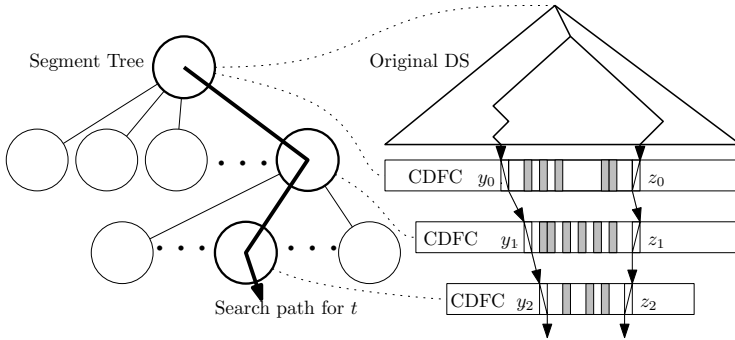 Segment Tree
Original DS
CDFC y₀ z₀
CDFC y₁ z₁
CDFC y₂ z₂
Search path for t